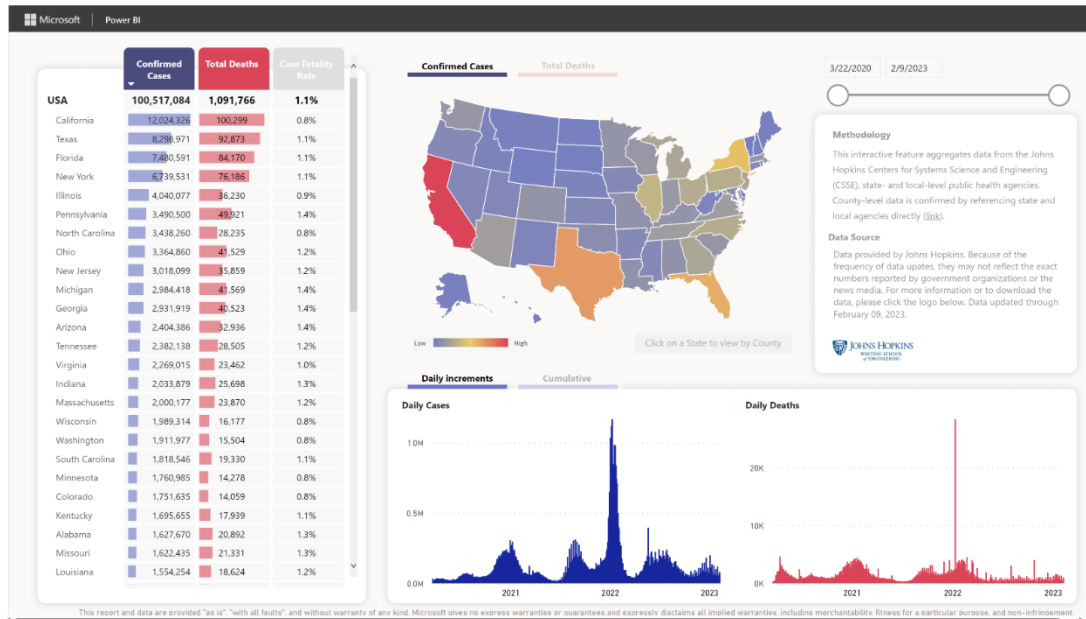 Microsoft Power BI
Confirmed Cases Total Deaths Case Fatality Rate
USA 100,517,084 1,091,766 1.1%
California 12,024,326 100,299 0.8%
Texas 8,298,971 92,873 1.1%
Florida 7,480,591 84,170 1.1%
New York 6,739,531 76,186 1.1%
Illinois 4,040,077 36,230 0.9%
Pennsylvania 3,490,500 49,921 1.4%
North Carolina 3,438,260 28,235 0.8%
Ohio 3,364,860 41,529 1.2%
New Jersey 3,018,099 35,859 1.2%
Michigan 2,984,418 41,569 1.4%
Georgia 2,931,919 40,523 1.4%
Arizona 2,404,386 32,936 1.4%
Tennessee 2,382,138 28,505 1.2%
Virginia 2,269,015 23,462 1.0%
Indiana 2,033,879 25,698 1.3%
Massachusetts 2,000,177 23,870 1.2%
Wisconsin 1,989,314 16,177 0.8%
Washington 1,911,977 15,504 0.8%
South Carolina 1,818,546 19,330 1.1%
Minnesota 1,760,985 14,278 0.8%
Colorado 1,751,635 14,059 0.8%
Kentucky 1,695,655 17,939 1.1%
Alabama 1,627,670 20,892 1.3%
Missouri 1,622,435 21,331 1.3%
Louisiana 1,554,254 18,624 1.2%
Confirmed Cases Total Deaths
Low High
Click on a State to view by County
3/22/2020 2/9/2023
Methodology
This interactive feature aggregates data from the Johns
Hopkins Centers for Systems Science and Engineering
(CSSE), state- and local-level public health agencies.
County-level data is confirmed by referencing state and
local agencies directly (link).
Data Source
Data provided by Johns Hopkins. Because of the
frequency of data upates, they may not reflect the exact
numbers reported by government organizations or the
news media. For more information or to download the
data, please click the logo below. Data updated through
February 09, 2023.
JOHNS HOPKINS
WHITING SCHOOL
of ENGINEERING
Daily increments Cumulative
Daily Cases
1.0M
0.5M
0.0M
2021 2022 2023
Daily Deaths
20K
10K
0K
2021 2022 2023
This report and data are provided "as is", "with all faults", and without warranty of any kind. Microsoft gives no express warranties or guarantees and expressly disclaims all implied warranties, including merchantability, fitness for a particular purpose, and non-infringement.